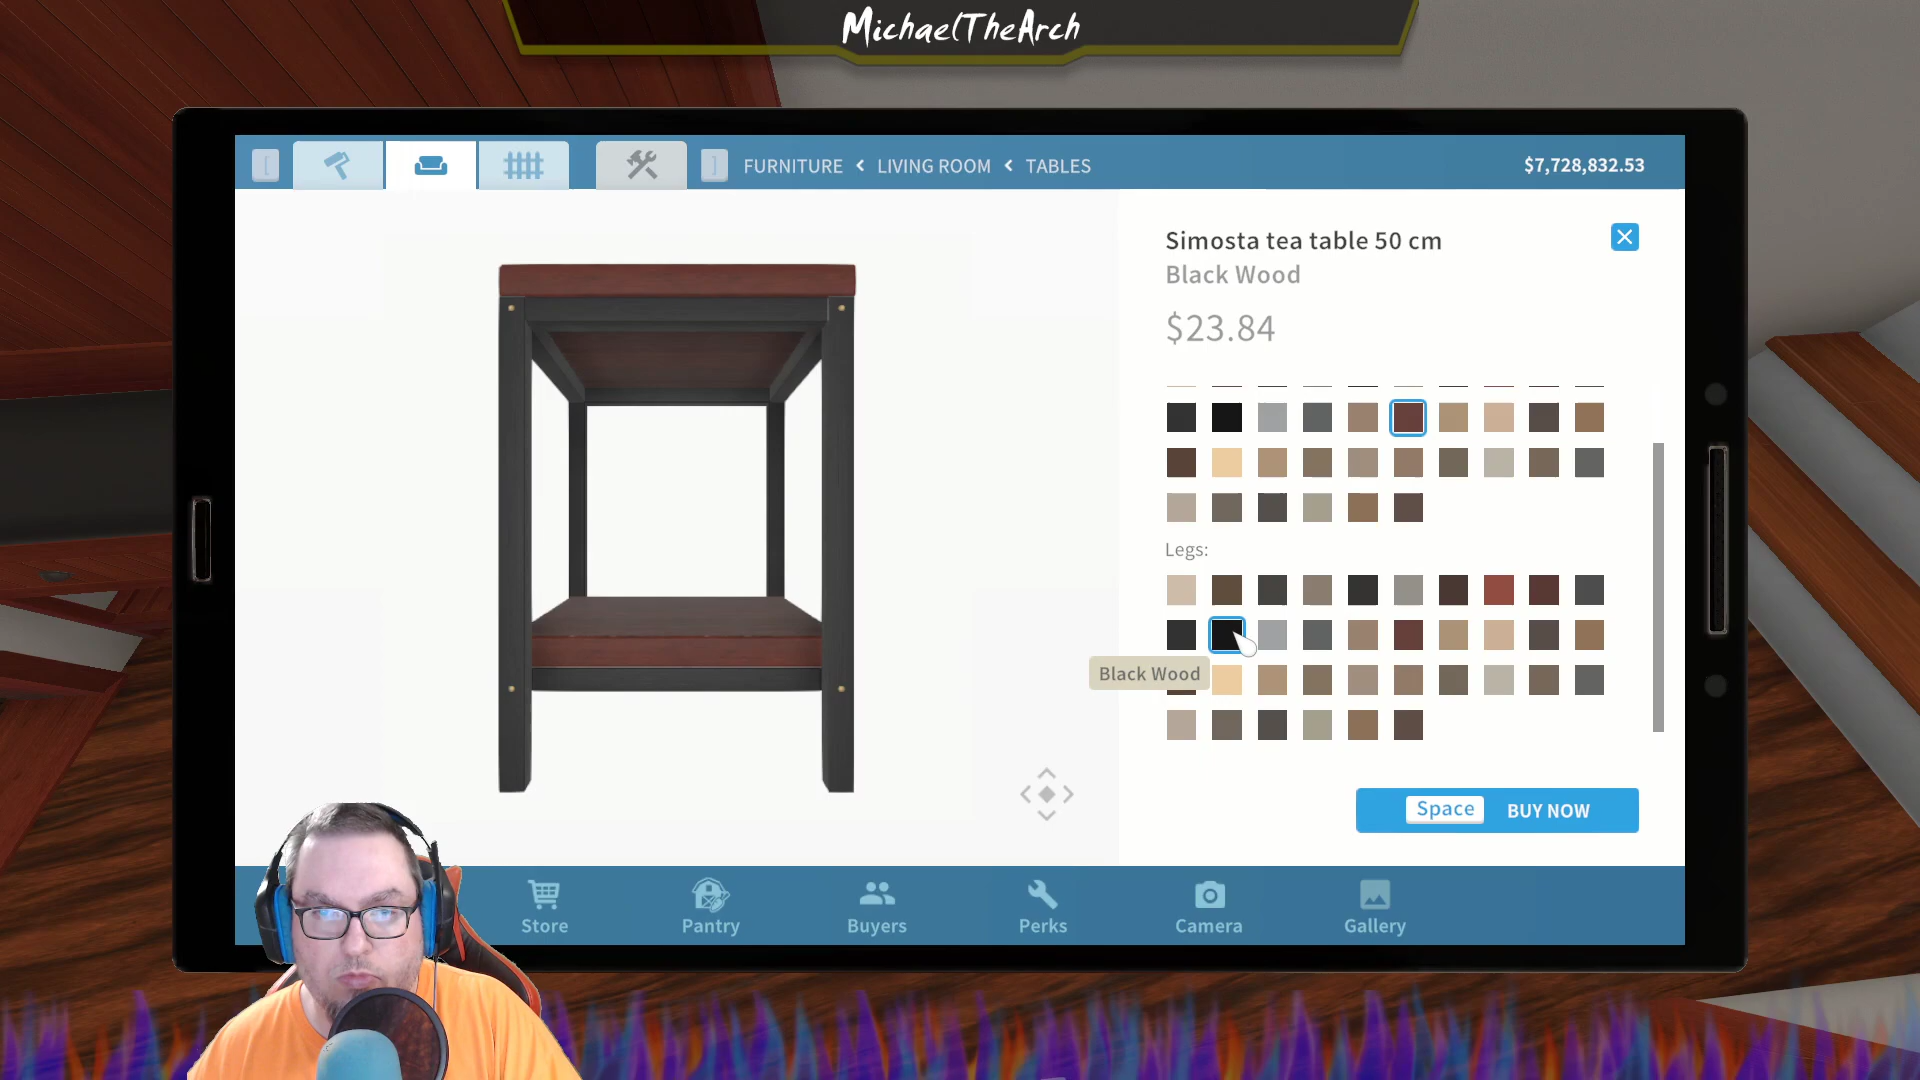 MichaelTheArch
[ ] FURNITURE < LIVING ROOM < TABLES $7,728,832.53
Simosta tea table 50 cm
Black Wood
$23.84
Legs:
Black Wood
Space BUY NOW
Store Pantry Buyers Perks Camera Gallery